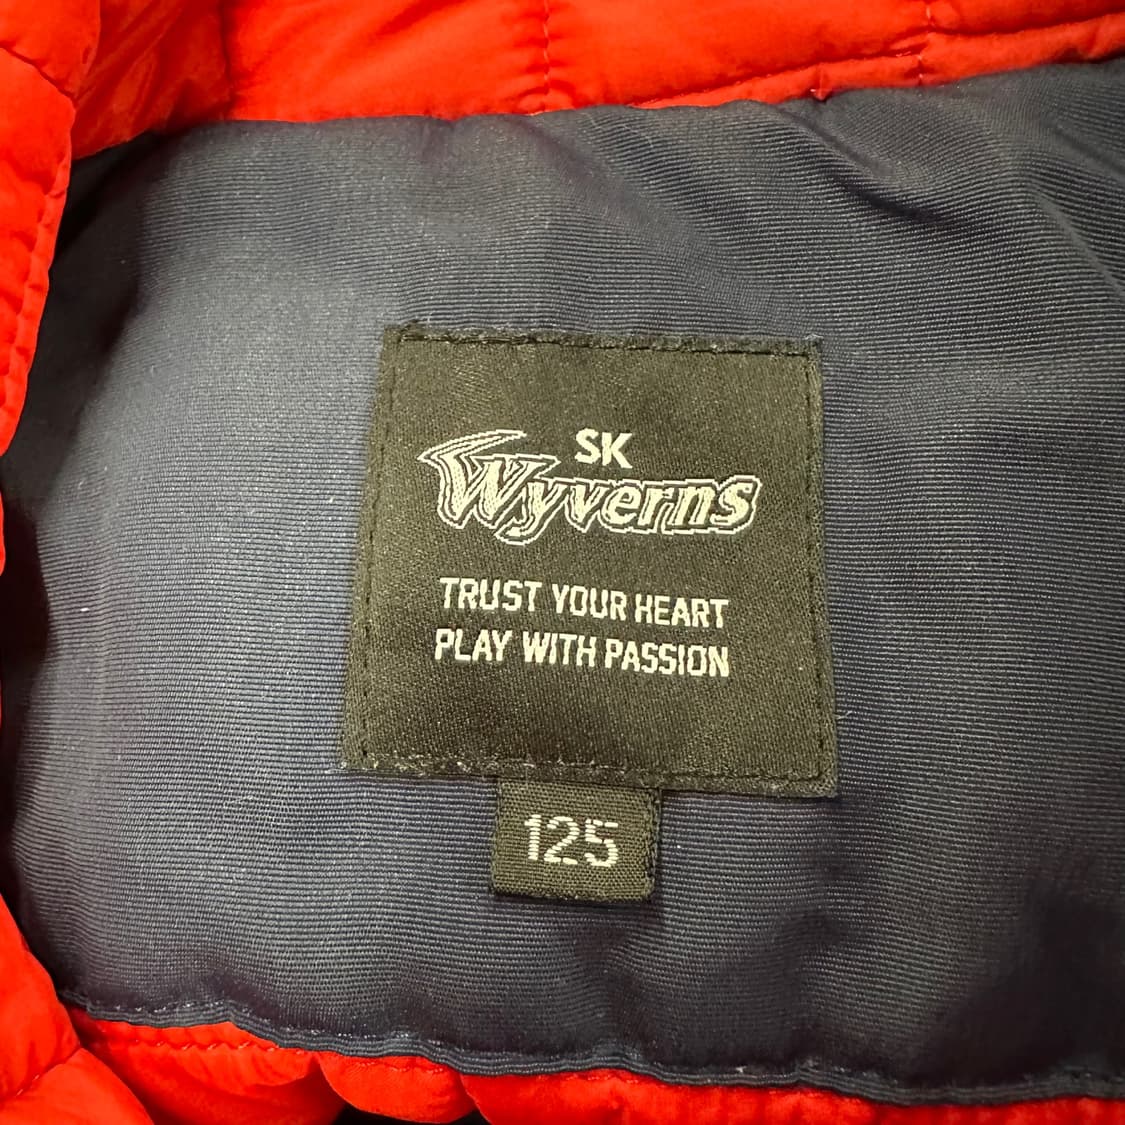 SK
Wyverns
TRUST YOUR HEART
PLAY WITH PASSION
125